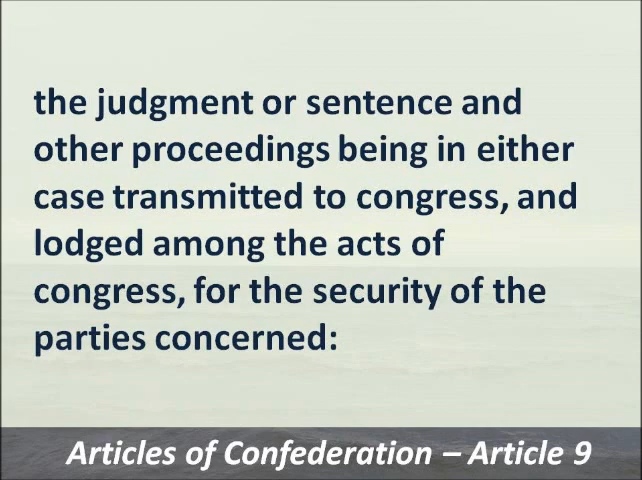 the judgment or sentence and
other proceedings being in either
case transmitted to congress, and
lodged among the acts of
congress, for the security of the
parties concerned:
Articles of Confederation – Article 9